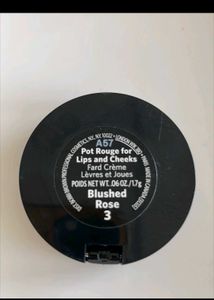 A57
Pot Rouge for
Lips and Cheeks
Fard Crème
Lèvres et Joues
POIDS NET WT. .06 OZ./1.7g
Blushed
Rose
3